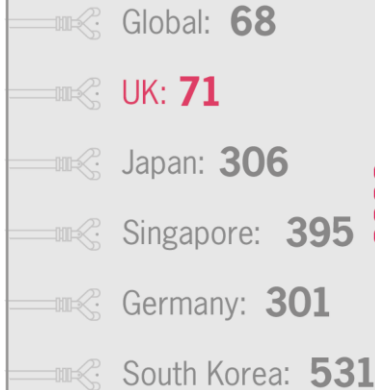 Global: 68
UK: 71
Japan: 306
Singapore: 395
Germany: 301
South Korea: 531